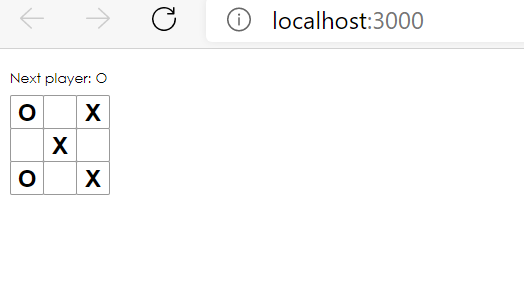 localhost:3000
Next player: O
O X
X
O X